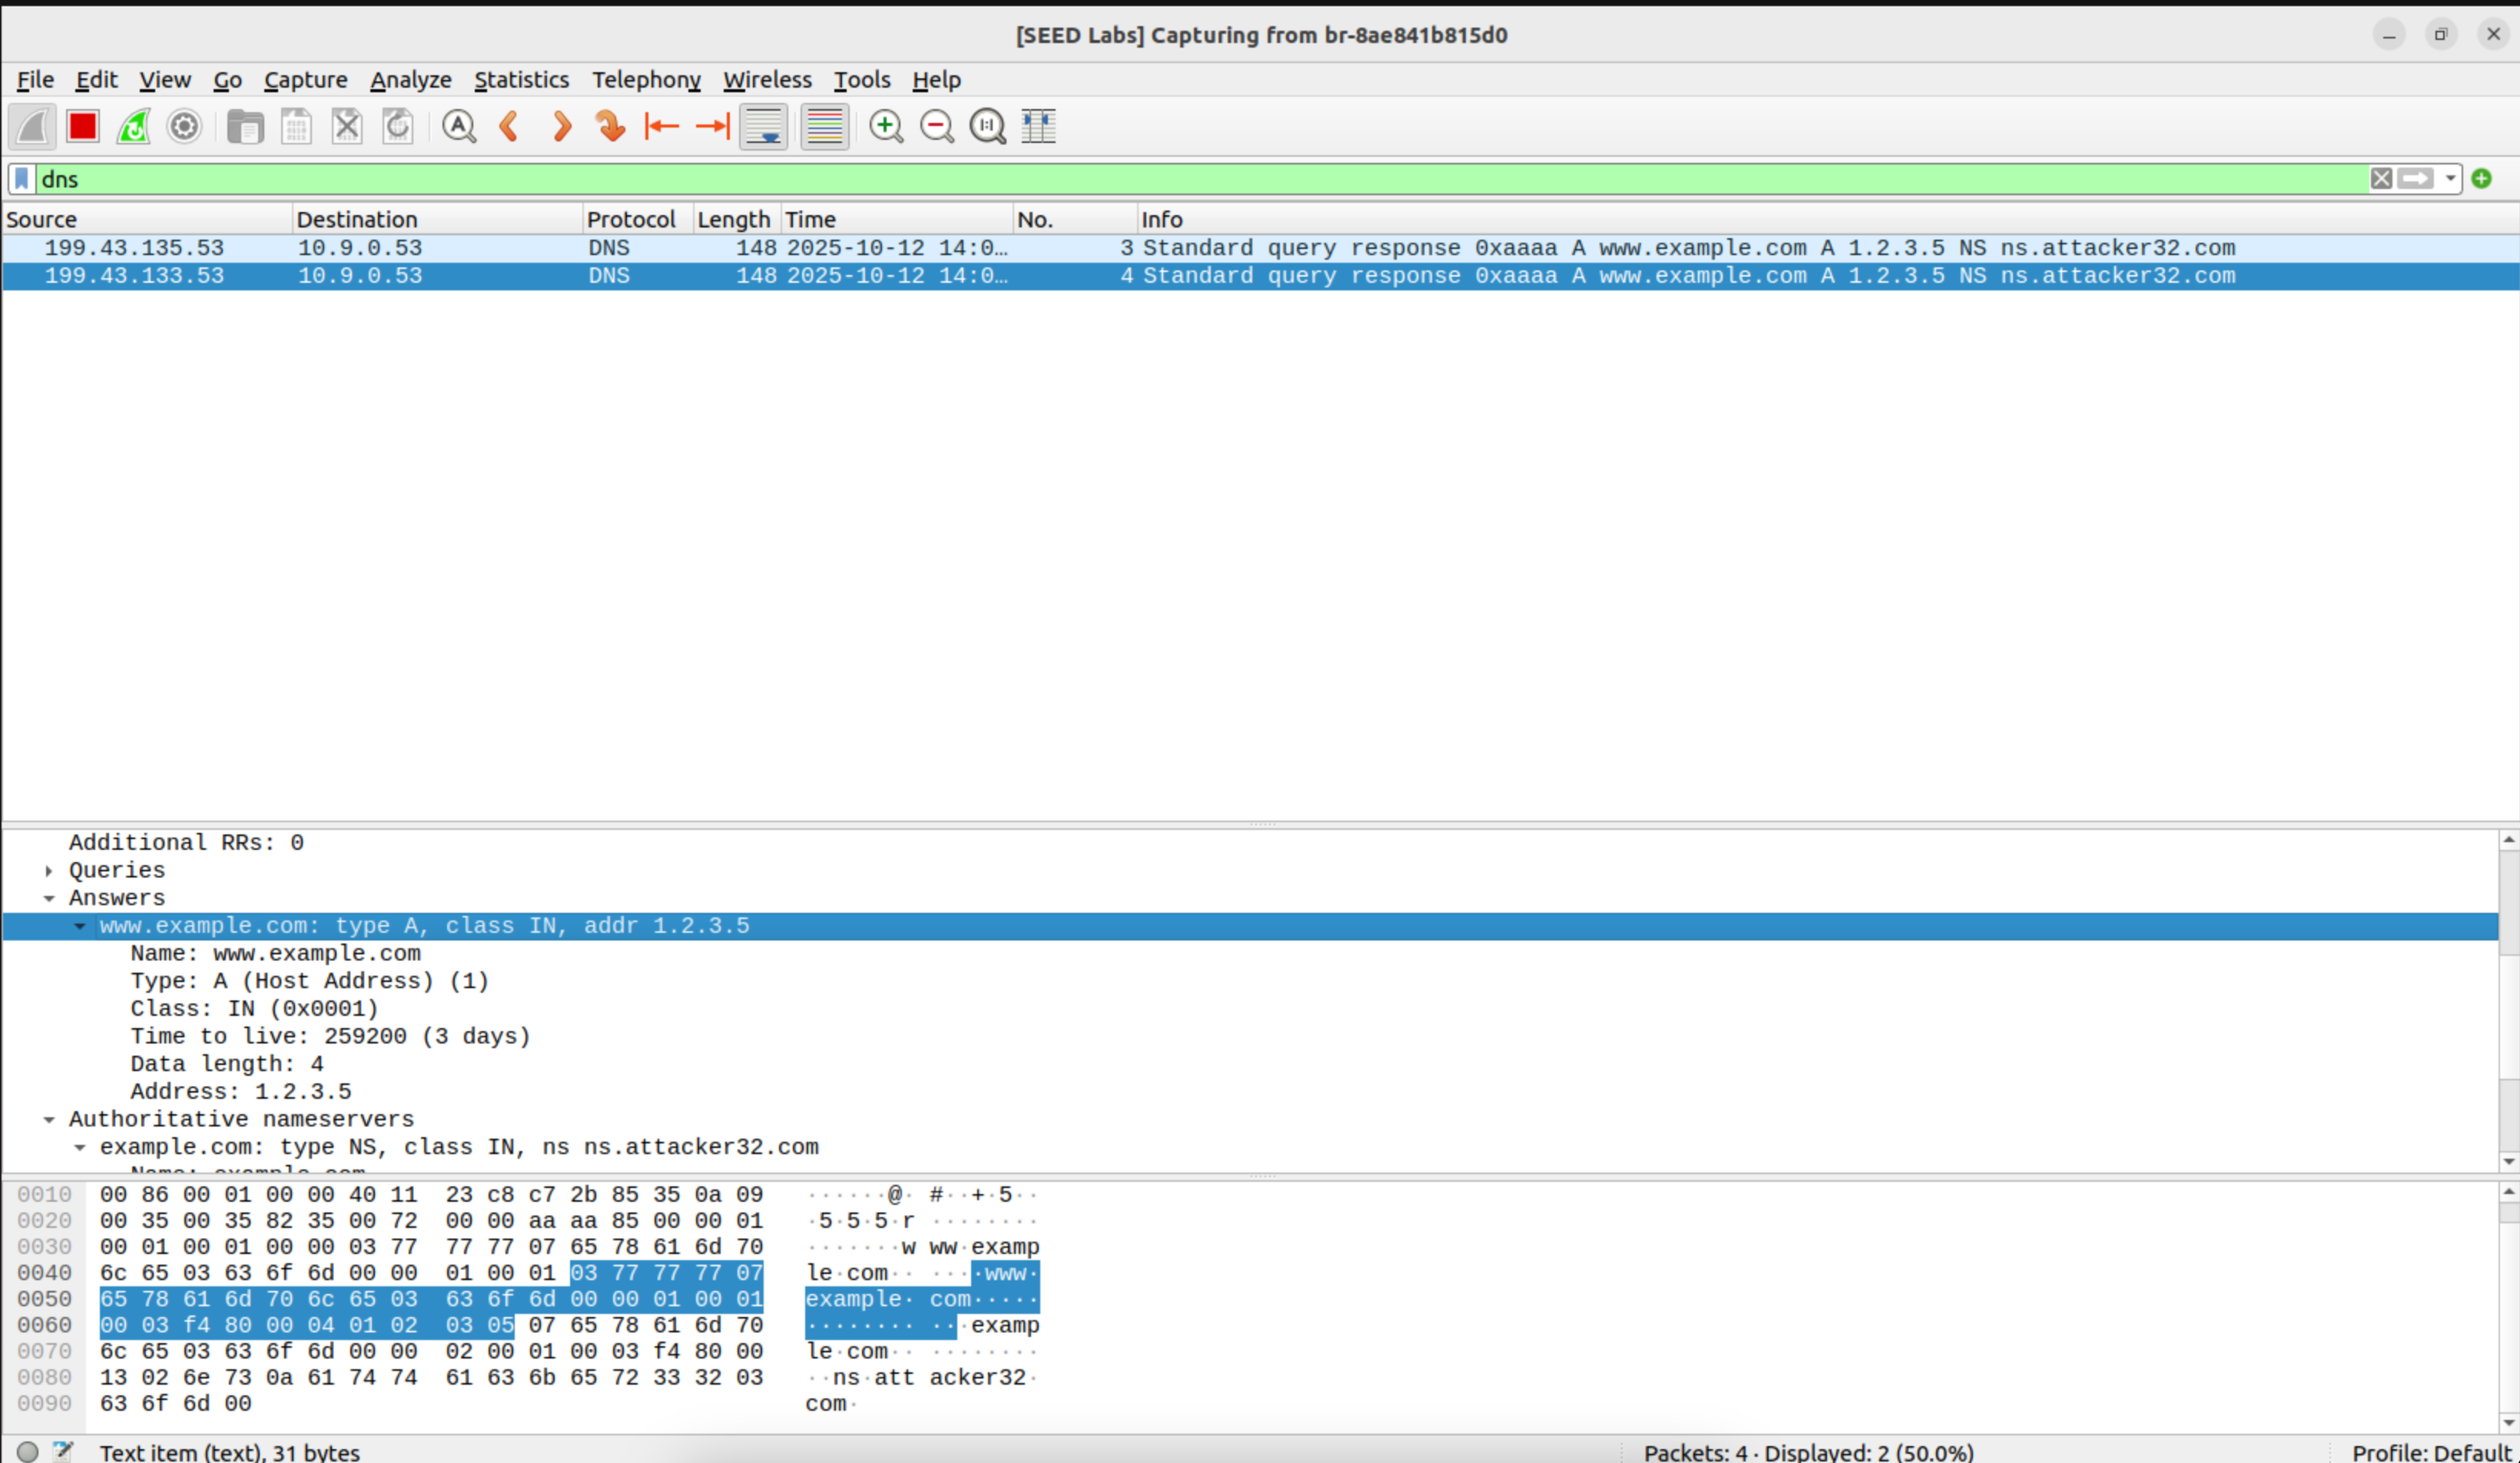 [SEED Labs] Capturing from br-8ae841b815d0
File Edit View Go Capture Analyze Statistics Telephony Wireless Tools Help
dns
Source Destination Protocol Length Time No. Info
199.43.135.53 10.9.0.53 DNS 148 2025-10-12 14:0… 3 Standard query response 0xaaaa A www.example.com A 1.2.3.5 NS ns.attacker32.com
199.43.133.53 10.9.0.53 DNS 148 2025-10-12 14:0… 4 Standard query response 0xaaaa A www.example.com A 1.2.3.5 NS ns.attacker32.com
Additional RRs: 0
Queries
Answers
www.example.com: type A, class IN, addr 1.2.3.5
Name: www.example.com
Type: A (Host Address) (1)
Class: IN (0x0001)
Time to live: 259200 (3 days)
Data length: 4
Address: 1.2.3.5
Authoritative nameservers
example.com: type NS, class IN, ns ns.attacker32.com
Name: example.com
0010 00 86 00 01 00 00 40 11 23 c8 c7 2b 85 35 0a 09 ······@· #··+·5··
0020 00 35 00 35 82 35 00 72 00 00 aa aa 85 00 00 01 ·5·5·5·r ········
0030 00 01 00 01 00 00 03 77 77 77 07 65 78 61 6d 70 ·······w ww·examp
0040 6c 65 03 63 6f 6d 00 00 01 00 01 03 77 77 77 07 le·com·· ····www·
0050 65 78 61 6d 70 6c 65 03 63 6f 6d 00 00 01 00 01 example· com·····
0060 00 03 f4 80 00 04 01 02 03 05 07 65 78 61 6d 70 ········ ···examp
0070 6c 65 03 63 6f 6d 00 00 02 00 01 00 03 f4 80 00 le·com·· ········
0080 13 02 6e 73 0a 61 74 74 61 63 6b 65 72 33 32 03 ··ns·att acker32·
0090 63 6f 6d 00 com·
Text item (text), 31 bytes Packets: 4 · Displayed: 2 (50.0%) Profile: Default